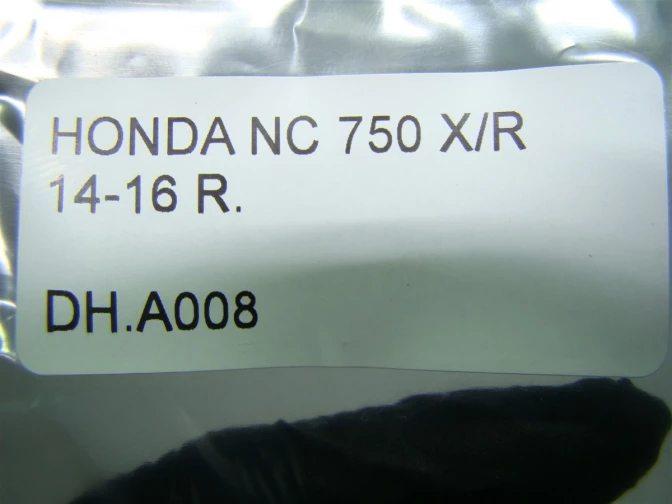 HONDA NC 750 X/R
14-16 R.
DH.A008